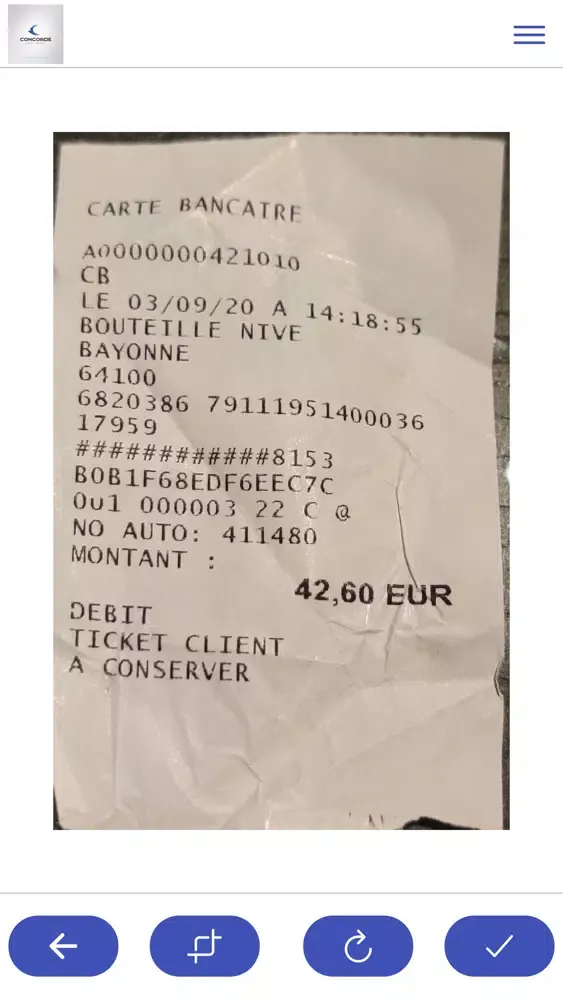 CONCORDE
CARTE BANCATRE
A0000000421010
CB
LE 03/09/20 A 14:18:55
BOUTEILLE NIVE
BAYONNE
64100
6820386 79111951400036
17959
############8153
B0B1F68EDF6EEC7C
0u1 000003 22 C @
NO AUTO: 411480
MONTANT :
42,60 EUR
DEBIT
TICKET CLIENT
A CONSERVER